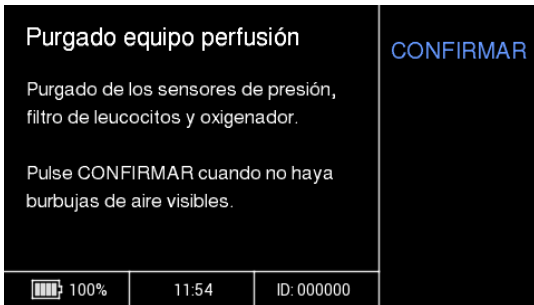 Purgado equipo perfusión
CONFIRMAR
Purgado de los sensores de presión,
filtro de leucocitos y oxigenador.
Pulse CONFIRMAR cuando no haya
burbujas de aire visibles.
100%
11:54
ID: 000000